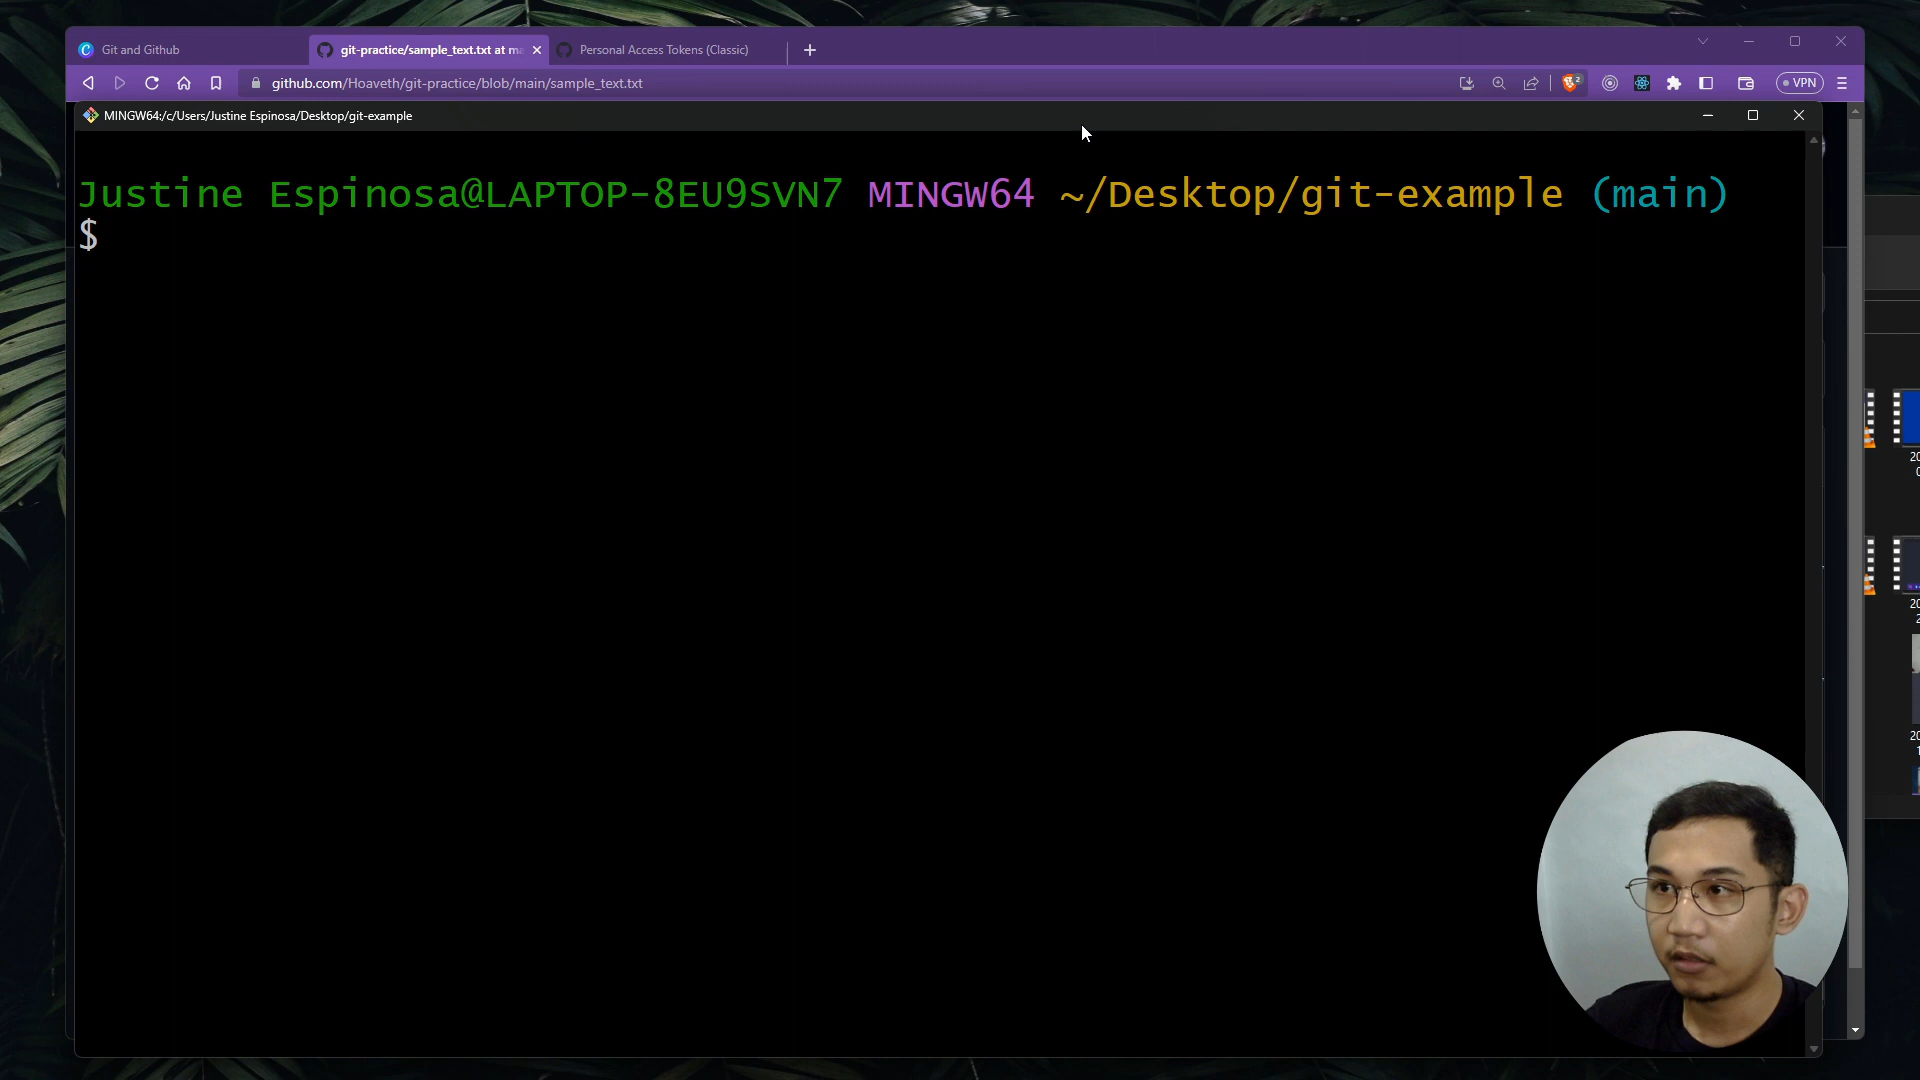 Git and Github
git-practice/sample_text.txt at ma
Personal Access Tokens (Classic)
github.com/Hoaveth/git-practice/blob/main/sample_text.txt
2
VPN
MINGW64:/c/Users/Justine Espinosa/Desktop/git-example
Justine Espinosa@LAPTOP-8EU9SVN7 MINGW64 ~/Desktop/git-example (main)
$